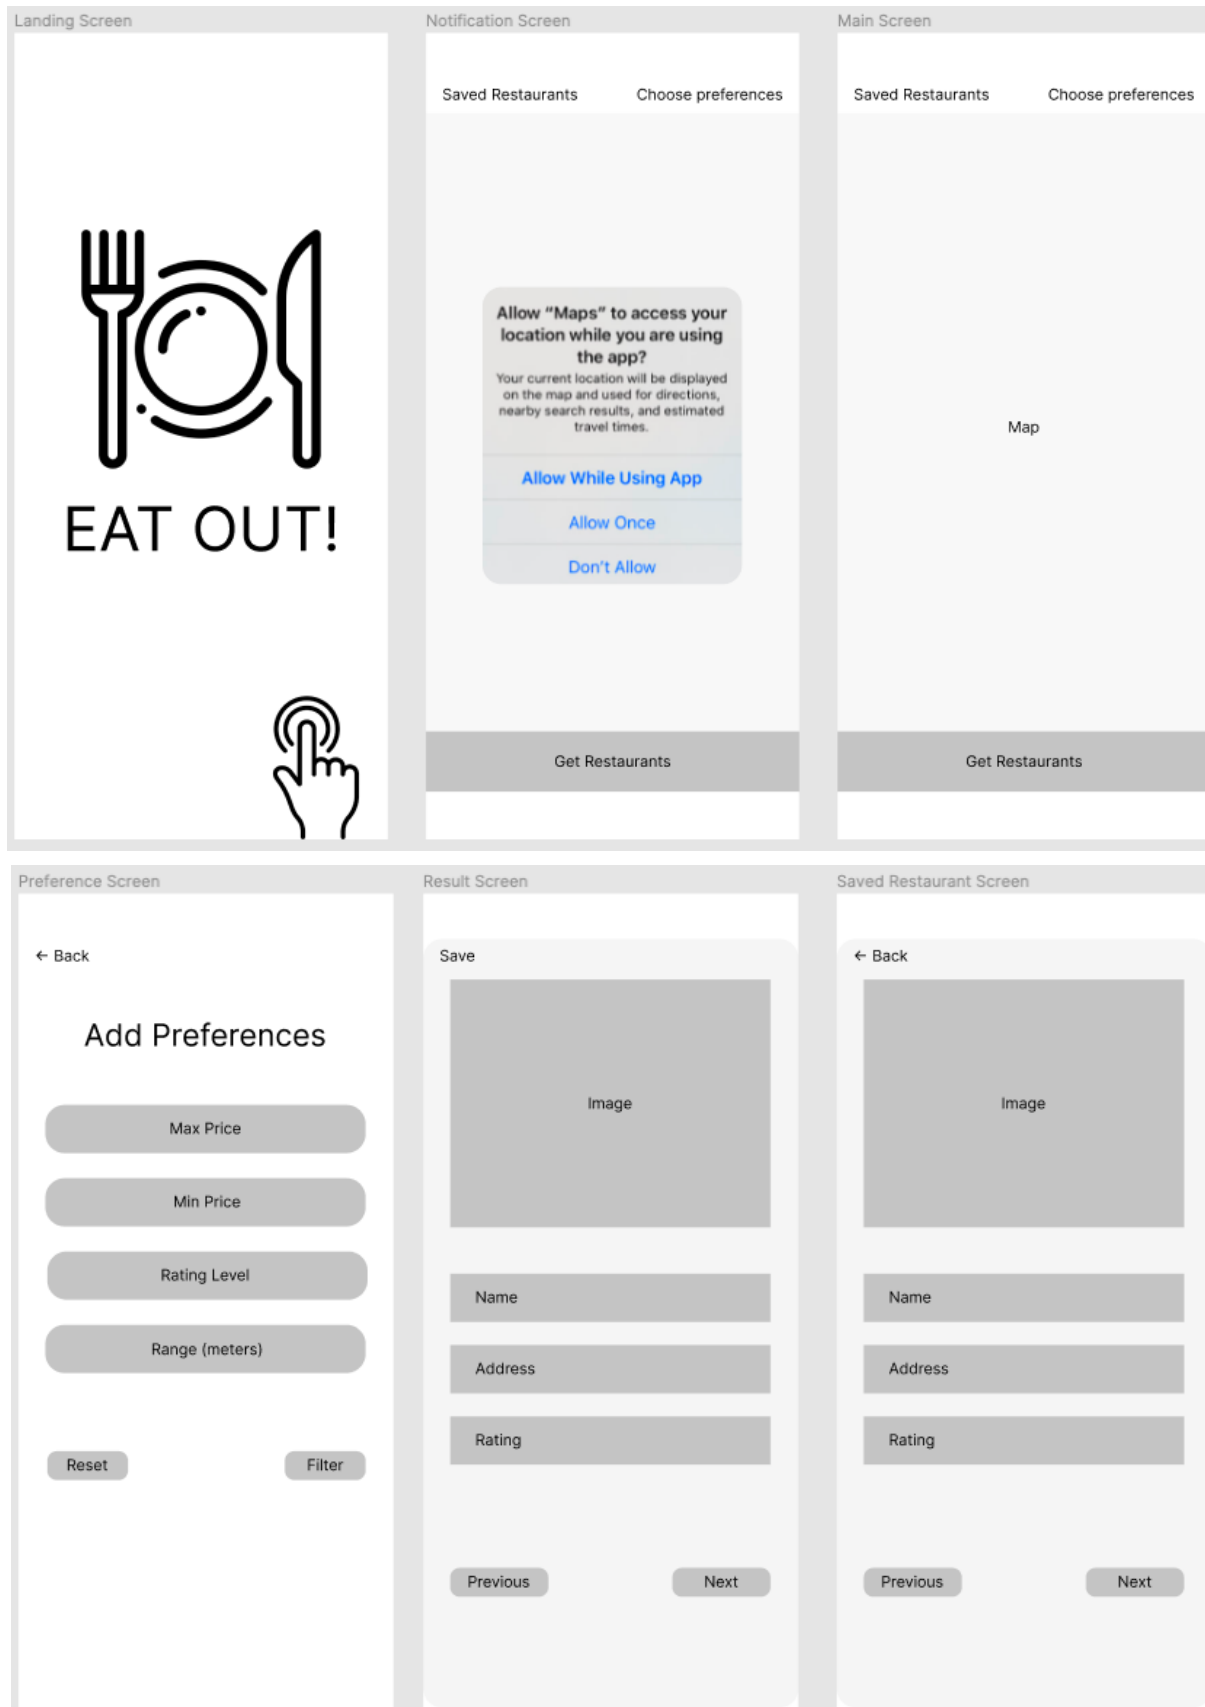 Landing Screen
EAT OUT!
Notification Screen
Saved Restaurants
Choose preferences
Allow “Maps” to access your
location while you are using
the app?
Your current location will be displayed
on the map and used for directions,
nearby search results, and estimated
travel times.
Allow While Using App
Allow Once
Don’t Allow
Get Restaurants
Main Screen
Saved Restaurants
Choose preferences
Map
Get Restaurants
Preference Screen
← Back
Add Preferences
Max Price
Min Price
Rating Level
Range (meters)
Reset
Filter
Result Screen
Save
Image
Name
Address
Rating
Previous
Next
Saved Restaurant Screen
← Back
Image
Name
Address
Rating
Previous
Next